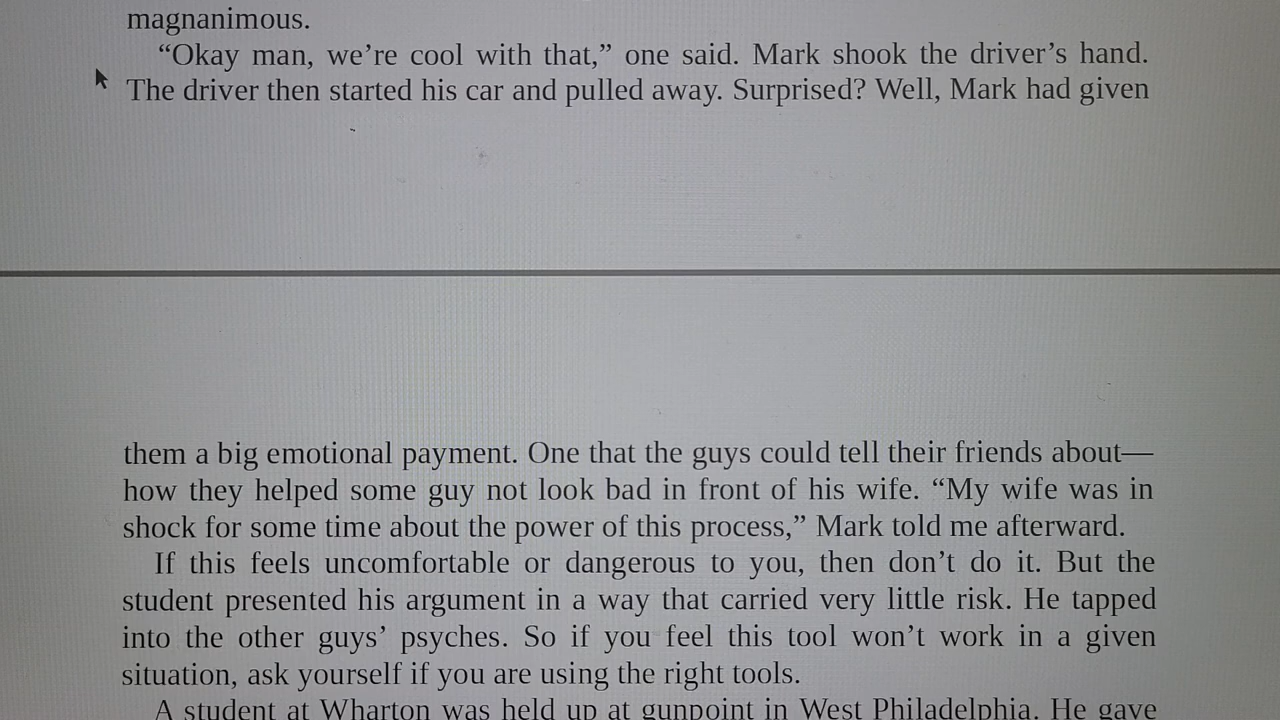 magnanimous.
“Okay man, we’re cool with that,” one said. Mark shook the driver’s hand.
The driver then started his car and pulled away. Surprised? Well, Mark had given
them a big emotional payment. One that the guys could tell their friends about—
how they helped some guy not look bad in front of his wife. “My wife was in
shock for some time about the power of this process,” Mark told me afterward.
If this feels uncomfortable or dangerous to you, then don’t do it. But the
student presented his argument in a way that carried very little risk. He tapped
into the other guys’ psyches. So if you feel this tool won’t work in a given
situation, ask yourself if you are using the right tools.
A student at Wharton was held up at gunpoint in West Philadelphia. He gave